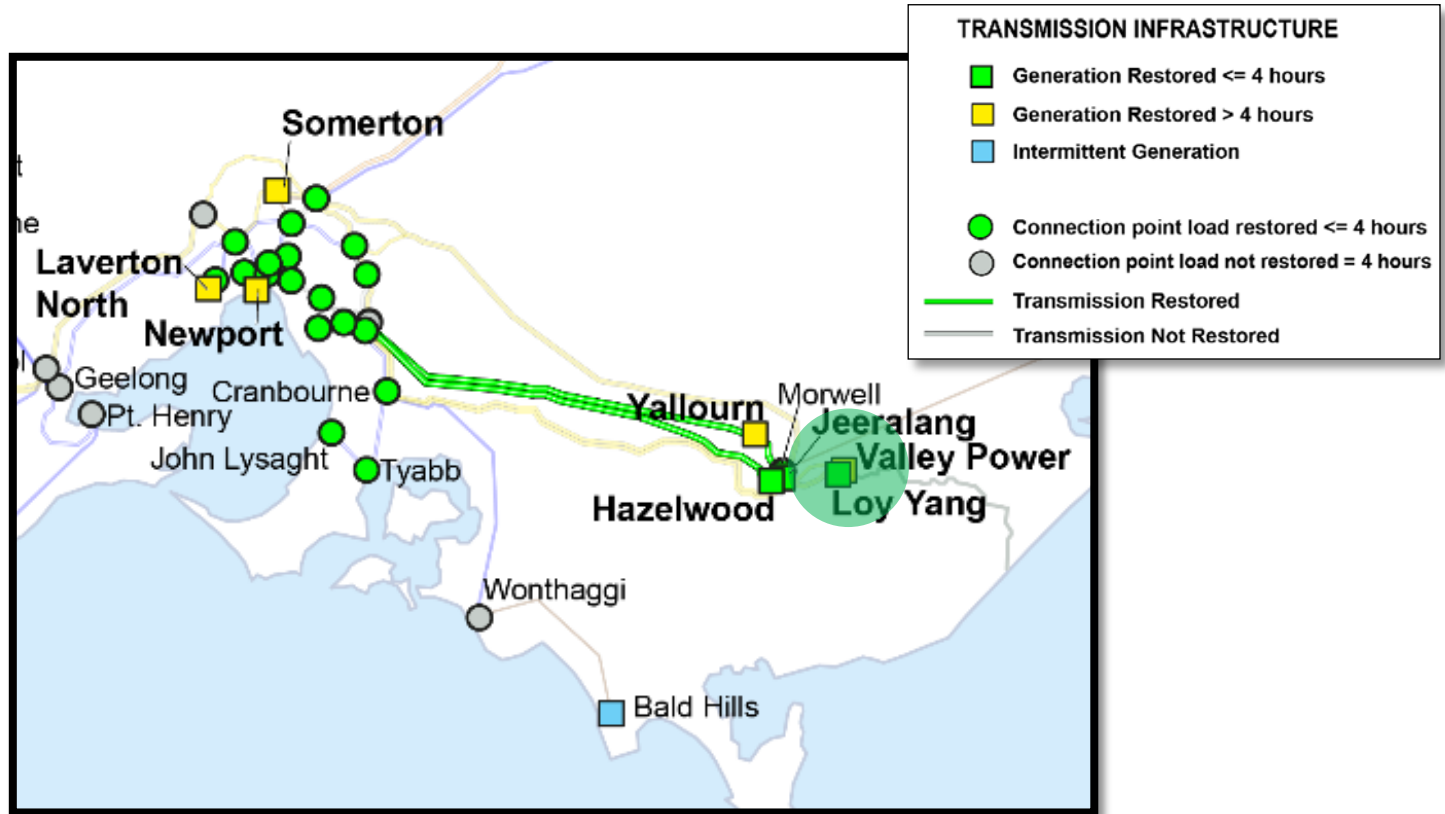 TRANSMISSION INFRASTRUCTURE
Generation Restored <= 4 hours
Generation Restored > 4 hours
Intermittent Generation
Connection point load restored <= 4 hours
Connection point load not restored = 4 hours
Transmission Restored
Transmission Not Restored
Somerton
t
ne
Laverton
North
Newport
l
Geelong
Cranbourne
Pt. Henry
John Lysaght
Tyabb
Morwell
Yallourn
Jeeralang
Valley Power
Hazelwood
Loy Yang
Wonthaggi
Bald Hills